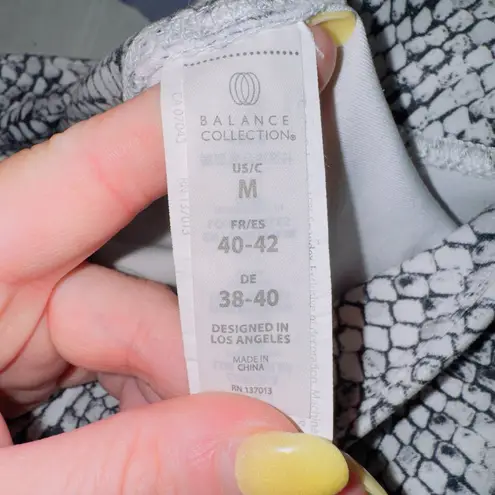 BALANCE
COLLECTION®
US/C
M
FR/ES
40-42
DE
38-40
DESIGNED IN
LOS ANGELES
MADE IN
CHINA
RN 137013